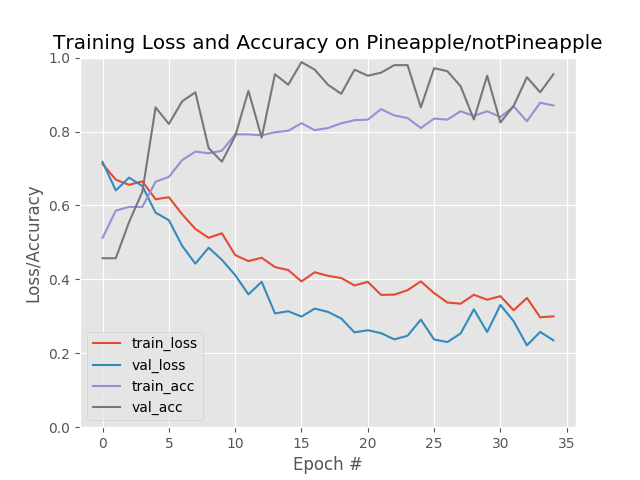 Training Loss and Accuracy on Pineapple/notPineapple
1.0
0.8
0.6
0.4
0.2
0.0
Loss/Accuracy
train_loss
val_loss
train_acc
val_acc
0 5 10 15 20 25 30 35
Epoch #